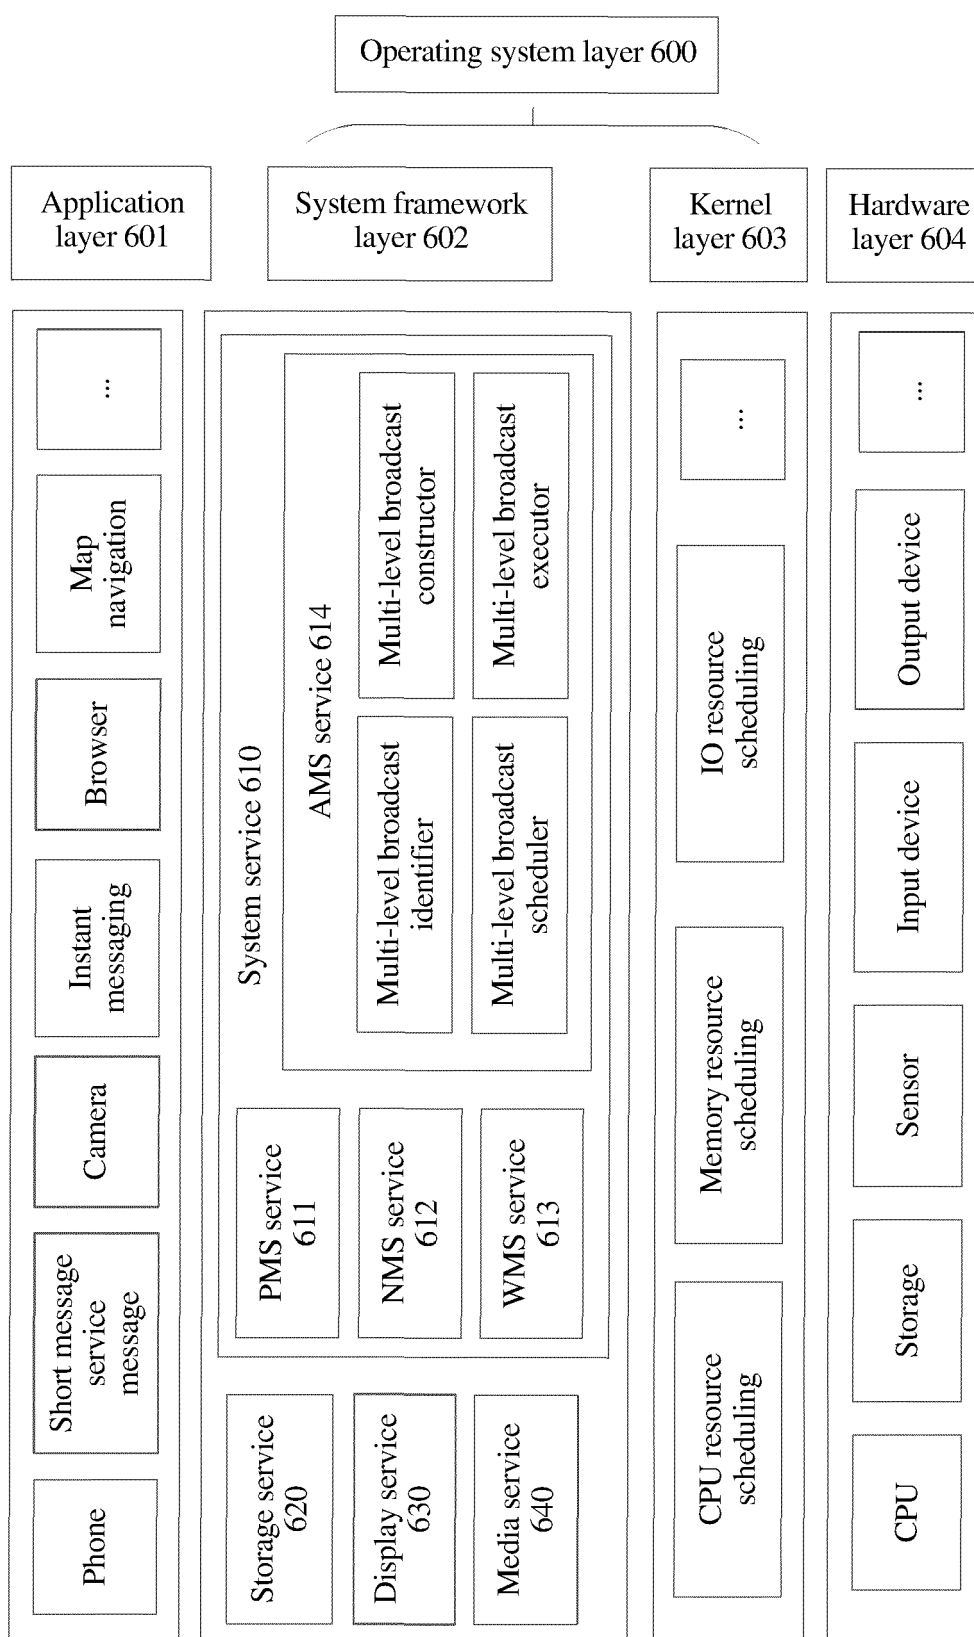 Operating system layer 600
Application
layer 601
System framework
layer 602
Kernel
layer 603
Hardware
layer 604
Phone
Short message
service
message
Camera
Instant
messaging
Browser
Map
navigation
...
Storage service
620
Display service
630
Media service
640
System service 610
PMS service
611
NMS service
612
WMS service
613
AMS service 614
Multi-level broadcast
identifier
Multi-level broadcast
constructor
Multi-level broadcast
scheduler
Multi-level broadcast
executor
CPU resource
scheduling
Memory resource
scheduling
IO resource
scheduling
...
CPU
Storage
Sensor
Input device
Output device
...